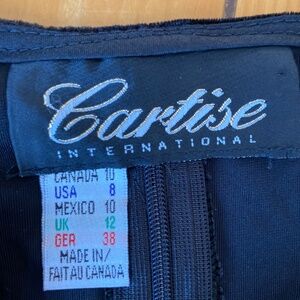 Cartise
INTERNATIONAL
CANADA 10
USA 8
MEXICO 10
UK 12
GER 38
MADE IN/
FAIT AU CANADA